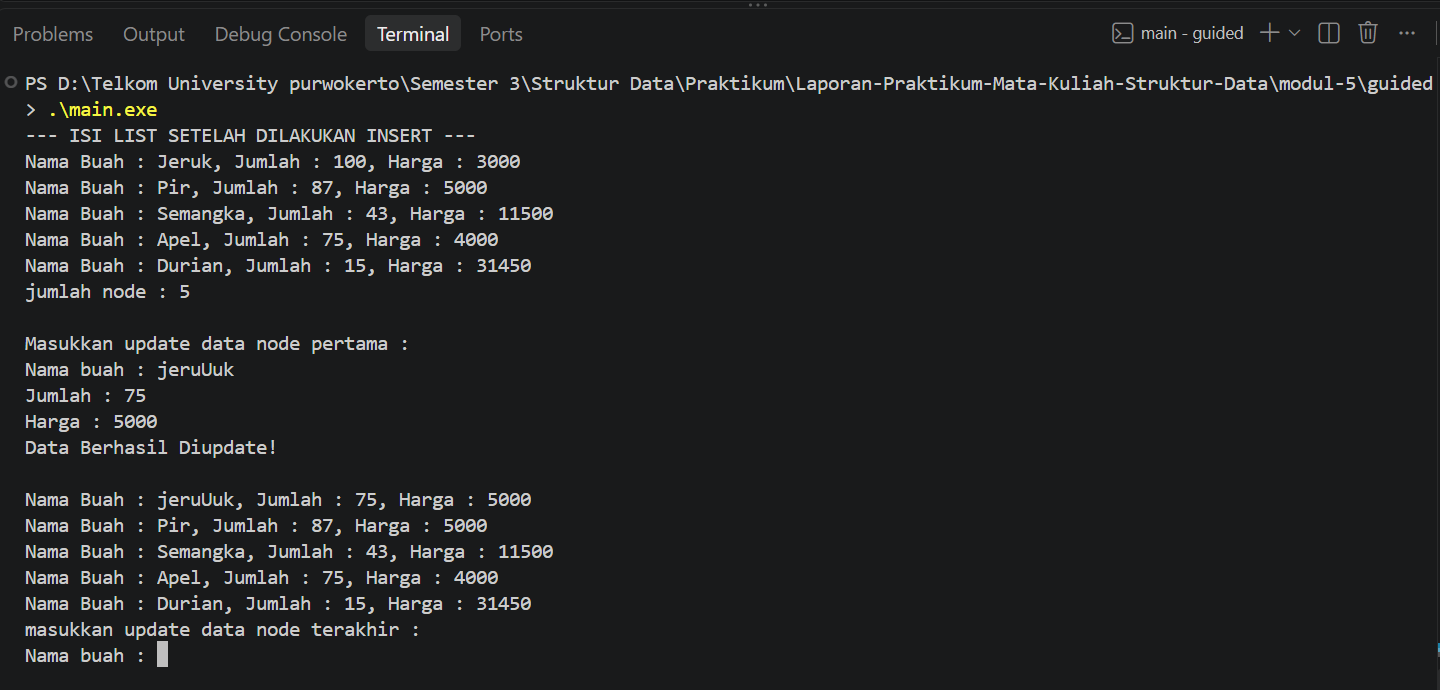 Problems Output Debug Console Terminal Ports main - guided
PS D:\Telkom University purwokerto\Semester 3\Struktur Data\Praktikum\Laporan-Praktikum-Mata-Kuliah-Struktur-Data\modul-5\guided
> .\main.exe
--- ISI LIST SETELAH DILAKUKAN INSERT ---
Nama Buah : Jeruk, Jumlah : 100, Harga : 3000
Nama Buah : Pir, Jumlah : 87, Harga : 5000
Nama Buah : Semangka, Jumlah : 43, Harga : 11500
Nama Buah : Apel, Jumlah : 75, Harga : 4000
Nama Buah : Durian, Jumlah : 15, Harga : 31450
jumlah node : 5
Masukkan update data node pertama :
Nama buah : jeruUuk
Jumlah : 75
Harga : 5000
Data Berhasil Diupdate!
Nama Buah : jeruUuk, Jumlah : 75, Harga : 5000
Nama Buah : Pir, Jumlah : 87, Harga : 5000
Nama Buah : Semangka, Jumlah : 43, Harga : 11500
Nama Buah : Apel, Jumlah : 75, Harga : 4000
Nama Buah : Durian, Jumlah : 15, Harga : 31450
masukkan update data node terakhir :
Nama buah :